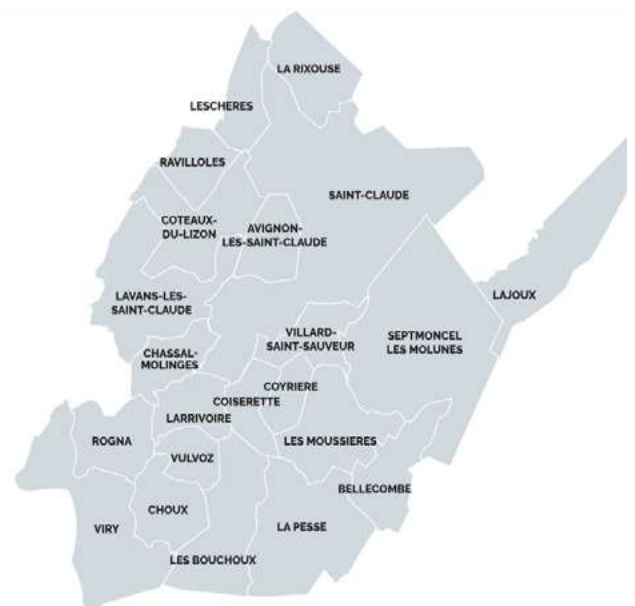 LA RIXOUSE
LESCHERES
RAVILLOLES
SAINT-CLAUDE
COTEAUX-
DU-LIZON
AVIGNON-
LES-SAINT-CLAUDE
LAVANS-LES-
SAINT-CLAUDE
LAJOUX
VILLARD-
SAINT-SAUVEUR
SEPTMONCEL
LES MOLUNES
CHASSAL-
MOLINGES
COYRIERE
COISERETTE
LARRIVOIRE
ROGNA
LES MOUSSIERES
VULVOZ
BELLECOMBE
CHOUX
VIRY
LA PESSE
LES BOUCHOUX